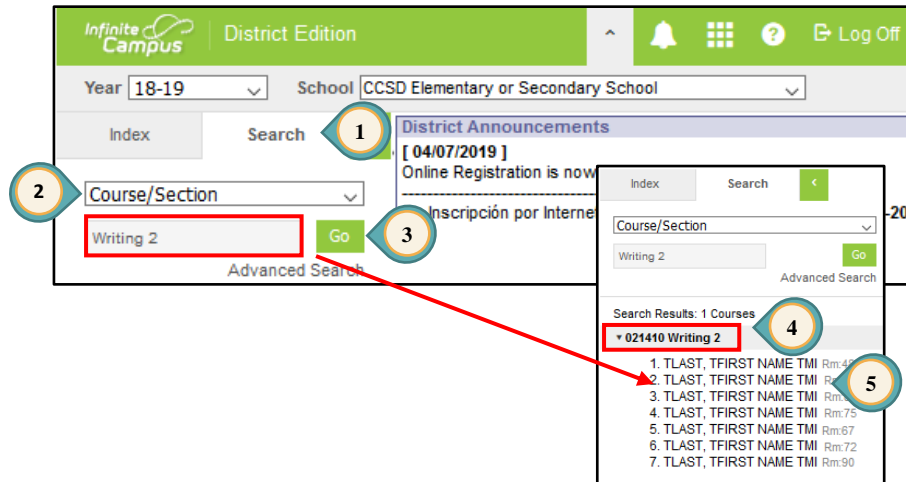 Infinite Campus District Edition Log Off
Year 18-19 School CCSD Elementary or Secondary School
Index Search 1
District Announcements
[ 04/07/2019 ]
Online Registration is now
2 Course/Section
Inscripción por Interne
-20
Writing 2 Go 3
Advanced Search
Index Search
Course/Section
Writing 2 Go
Advanced Search
Search Results: 1 Courses
4
021410 Writing 2
1. TLAST, TFIRST NAME TMI
2. TLAST, TFIRST NAME TMI
5
3. TLAST, TFIRST NAME TMI
4. TLAST, TFIRST NAME TMI Rm:75
5. TLAST, TFIRST NAME TMI Rm:67
6. TLAST, TFIRST NAME TMI Rm:72
7. TLAST, TFIRST NAME TMI Rm:90